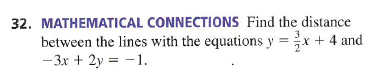 32. MATHEMATICAL CONNECTIONS Find the distance
between the lines with the equations y = 3/2x + 4 and
−3x + 2y = −1.